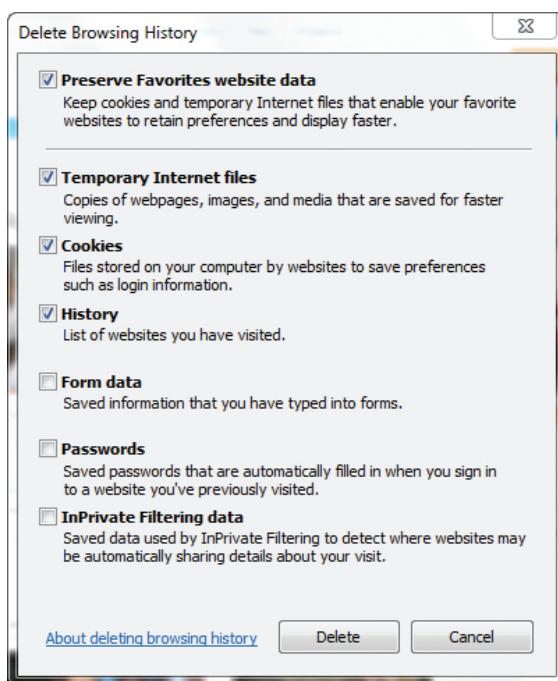 Delete Browsing History
Preserve Favorites website data
Keep cookies and temporary Internet files that enable your favorite
websites to retain preferences and display faster.
Temporary Internet files
Copies of webpages, images, and media that are saved for faster
viewing.
Cookies
Files stored on your computer by websites to save preferences
such as login information.
History
List of websites you have visited.
Form data
Saved information that you have typed into forms.
Passwords
Saved passwords that are automatically filled in when you sign in
to a website you've previously visited.
InPrivate Filtering data
Saved data used by InPrivate Filtering to detect where websites may
be automatically sharing details about your visit.
About deleting browsing history Delete Cancel